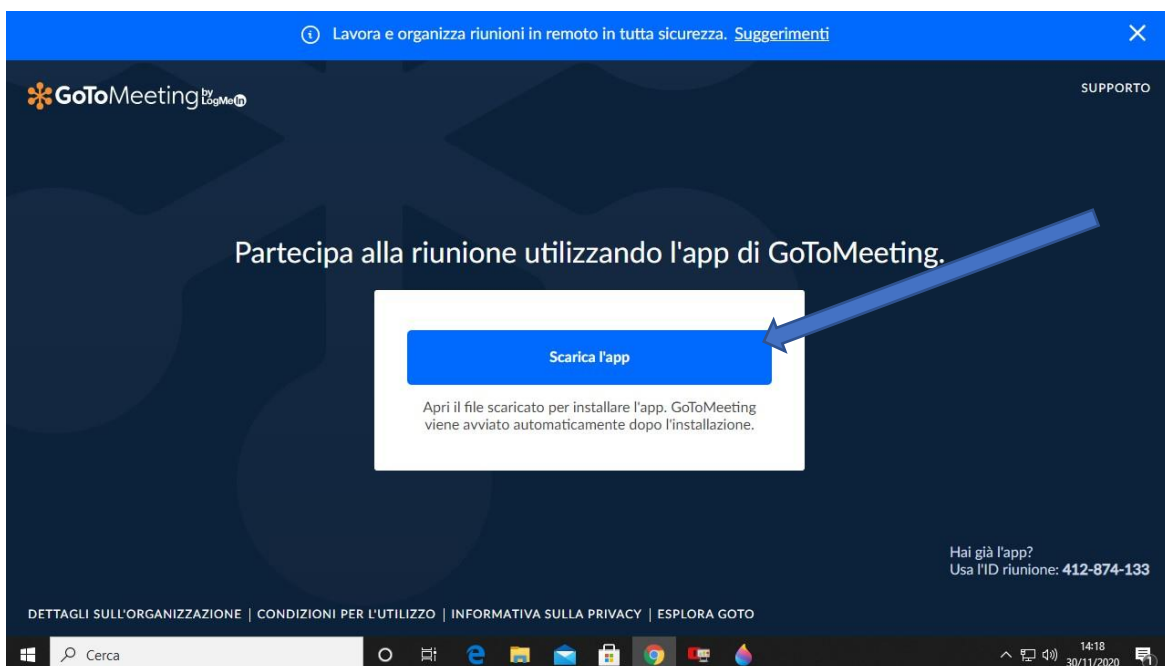 Lavora e organizza riunioni in remoto in tutta sicurezza. Suggerimenti
GoToMeeting by LogMeIn
SUPPORTO
Partecipa alla riunione utilizzando l'app di GoToMeeting.
Scarica l'app
Apri il file scaricato per installare l'app. GoToMeeting
viene avviato automaticamente dopo l'installazione.
Hai già l'app?
Usa l'ID riunione: 412-874-133
DETTAGLI SULL'ORGANIZZAZIONE | CONDIZIONI PER L'UTILIZZO | INFORMATIVA SULLA PRIVACY | ESPLORA GOTO
Cerca
14:18
30/11/2020